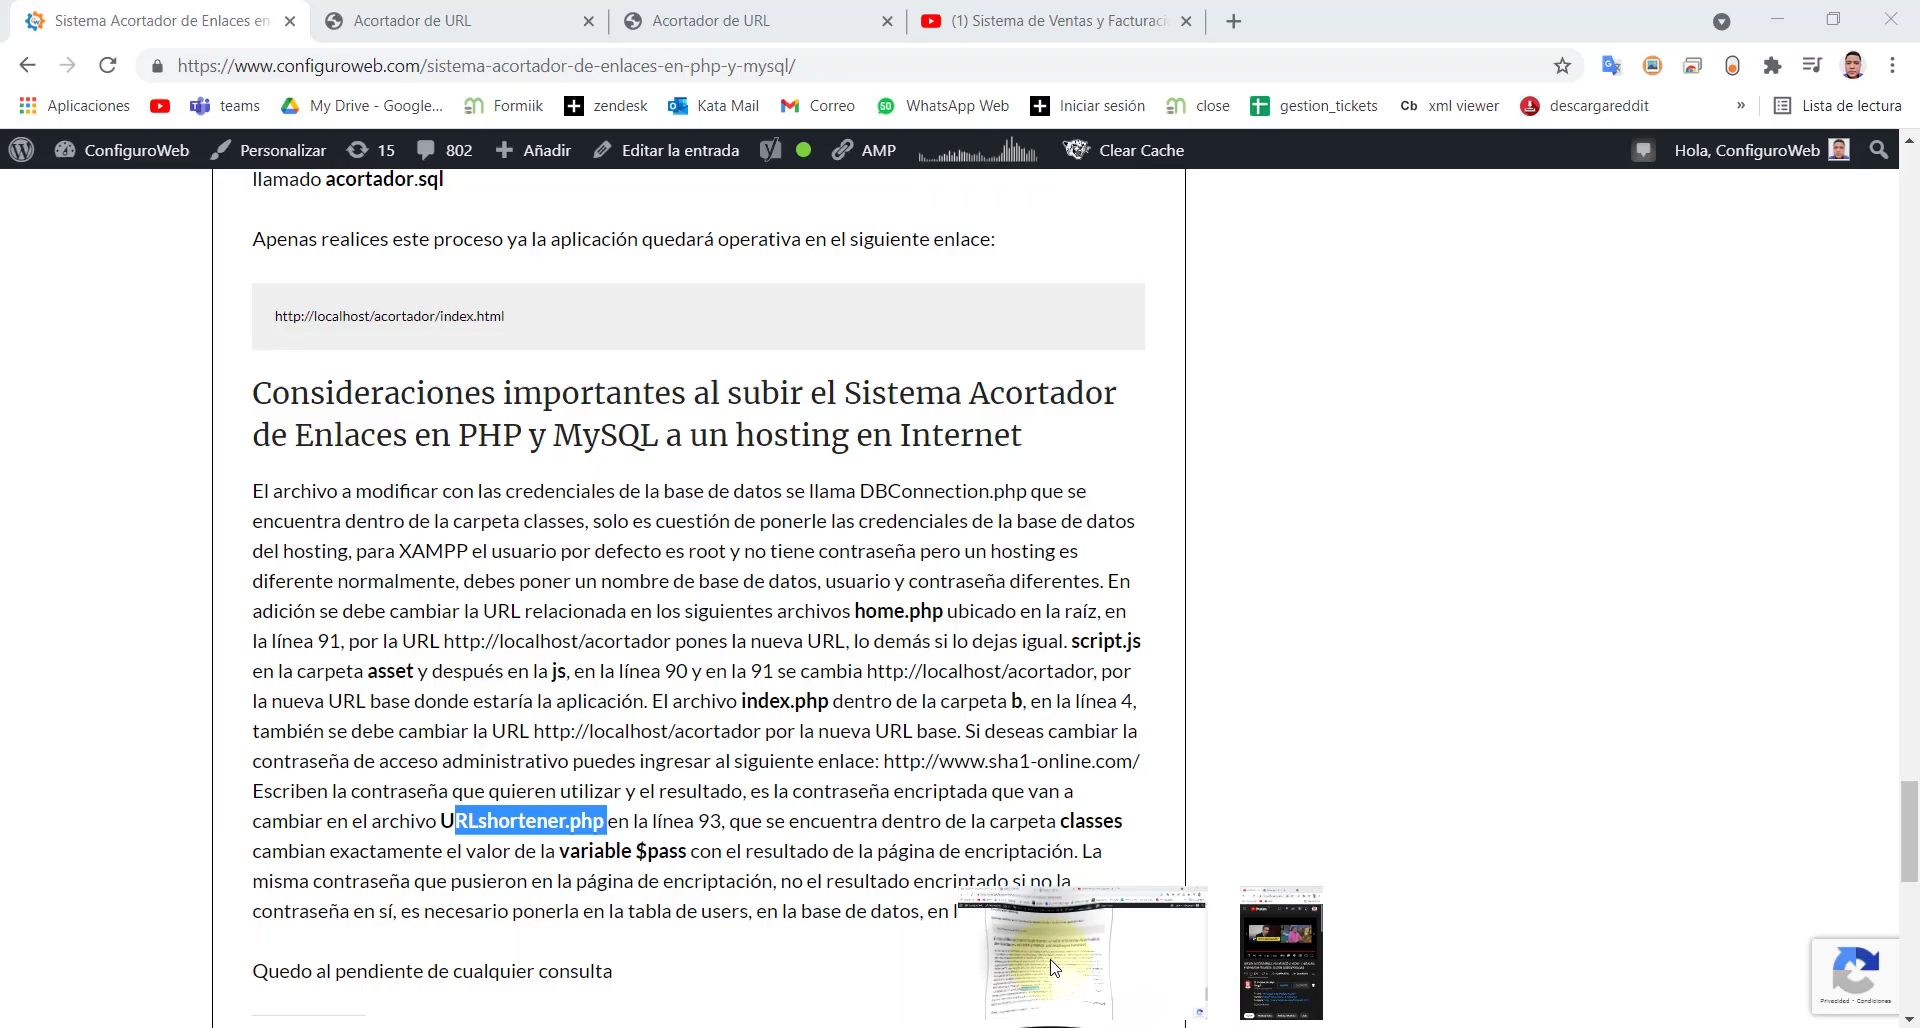 Sistema Acortador de Enlaces en
Acortador de URL
Acortador de URL
(1) Sistema de Ventas y Facturaci
https://www.configuroweb.com/sistema-acortador-de-enlaces-en-php-y-mysql/
Aplicaciones
teams
My Drive - Google...
Formiik
zendesk
Kata Mail
Correo
50 WhatsApp Web
Iniciar sesión
close
gestion_tickets
Cb xml viewer
descargareddit
»
Lista de lectura
ConfiguroWeb
Personalizar
15
802
Añadir
Editar la entrada
AMP
Clear Cache
Hola, ConfiguroWeb
llamado acortador.sql
Apenas realices este proceso ya la aplicación quedará operativa en el siguiente enlace:
http://localhost/acortador/index.html
Consideraciones importantes al subir el Sistema Acortador
de Enlaces en PHP y MySQL a un hosting en Internet
El archivo a modificar con las credenciales de la base de datos se llama DBConnection.php que se
encuentra dentro de la carpeta classes, solo es cuestión de ponerle las credenciales de la base de datos
del hosting, para XAMPP el usuario por defecto es root y no tiene contraseña pero un hosting es
diferente normalmente, debes poner un nombre de base de datos, usuario y contraseña diferentes. En
adición se debe cambiar la URL relacionada en los siguientes archivos home.php ubicado en la raíz, en
la línea 91, por la URL http://localhost/acortador pones la nueva URL, lo demás si lo dejas igual. script.js
en la carpeta asset y después en la js, en la línea 90 y en la 91 se cambia http://localhost/acortador, por
la nueva URL base donde estaría la aplicación. El archivo index.php dentro de la carpeta b, en la línea 4,
también se debe cambiar la URL http://localhost/acortador por la nueva URL base. Si deseas cambiar la
contraseña de acceso administrativo puedes ingresar al siguiente enlace: http://www.sha1-online.com/
Escriben la contraseña que quieren utilizar y el resultado, es la contraseña encriptada que van a
cambiar en el archivo URLshortener.php en la línea 93, que se encuentra dentro de la carpeta classes
cambian exactamente el valor de la variable $pass con el resultado de la página de encriptación. La
misma contraseña que pusieron en la página de encriptación, no el resultado encriptado si no la
contraseña en sí, es necesario ponerla en la tabla de users, en la base de datos, en l
Quedo al pendiente de cualquier consulta
Privacidad - Condiciones